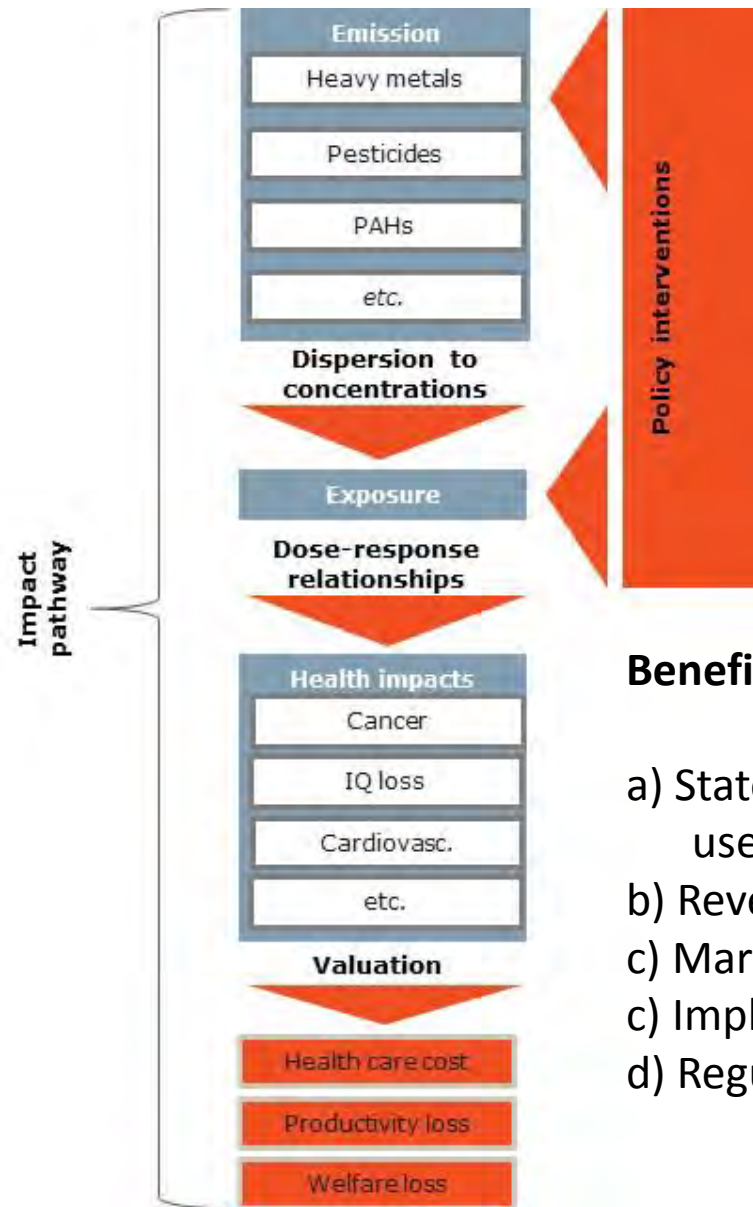 Emission
Heavy metals
Pesticides
PAHs
etc.
Dispersion to
concentrations
Exposure
Dose-response
relationships
Health impacts
Cancer
IQ loss
Cardiovasc.
etc.
Valuation
Health care cost
Productivity loss
Welfare loss
Impact
pathway
Policy interventions
a)
b)
c)
c)
d)